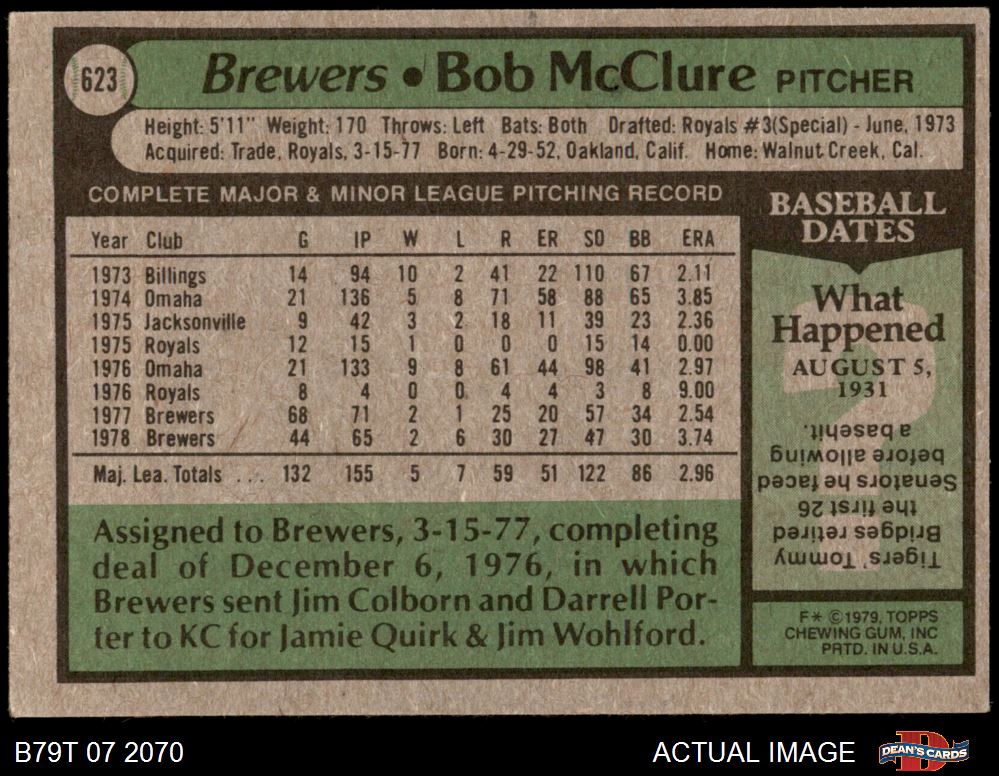 623
Brewers • Bob McClure PITCHER
Height: 5'11" Weight: 170 Throws: Left Bats: Both Drafted: Royals #3(Special) - June, 1973
Acquired: Trade, Royals, 3-15-77 Born: 4-29-52, Oakland, Calif. Home: Walnut Creek, Cal.
COMPLETE MAJOR & MINOR LEAGUE PITCHING RECORD
Year Club G IP W L R ER SO BB ERA
1973 Billings 14 94 10 2 41 22 110 67 2.11
1974 Omaha 21 136 5 8 71 58 88 65 3.85
1975 Jacksonville 9 42 3 2 18 11 39 23 2.36
1975 Royals 12 15 1 0 0 0 15 14 0.00
1976 Omaha 21 133 9 8 61 44 98 41 2.97
1976 Royals 8 4 0 0 4 4 3 8 9.00
1977 Brewers 68 71 2 1 25 20 57 34 2.54
1978 Brewers 44 65 2 6 30 27 47 30 3.74
Maj. Lea. Totals ... 132 155 5 7 59 51 122 86 2.96
Assigned to Brewers, 3-15-77, completing
deal of December 6, 1976, in which
Brewers sent Jim Colborn and Darrell Por-
ter to KC for Jamie Quirk & Jim Wohlford.
BASEBALL
DATES
What
Happened
AUGUST 5,
1931
Tigers' Tommy
Bridges retired
the first 26
Senators he faced
before allowing
a basehit.
F* ©1979, TOPPS
CHEWING GUM, INC
PRTD. IN U.S.A.
B79T 07 2070
ACTUAL IMAGE
D
DEAN'S CARDS